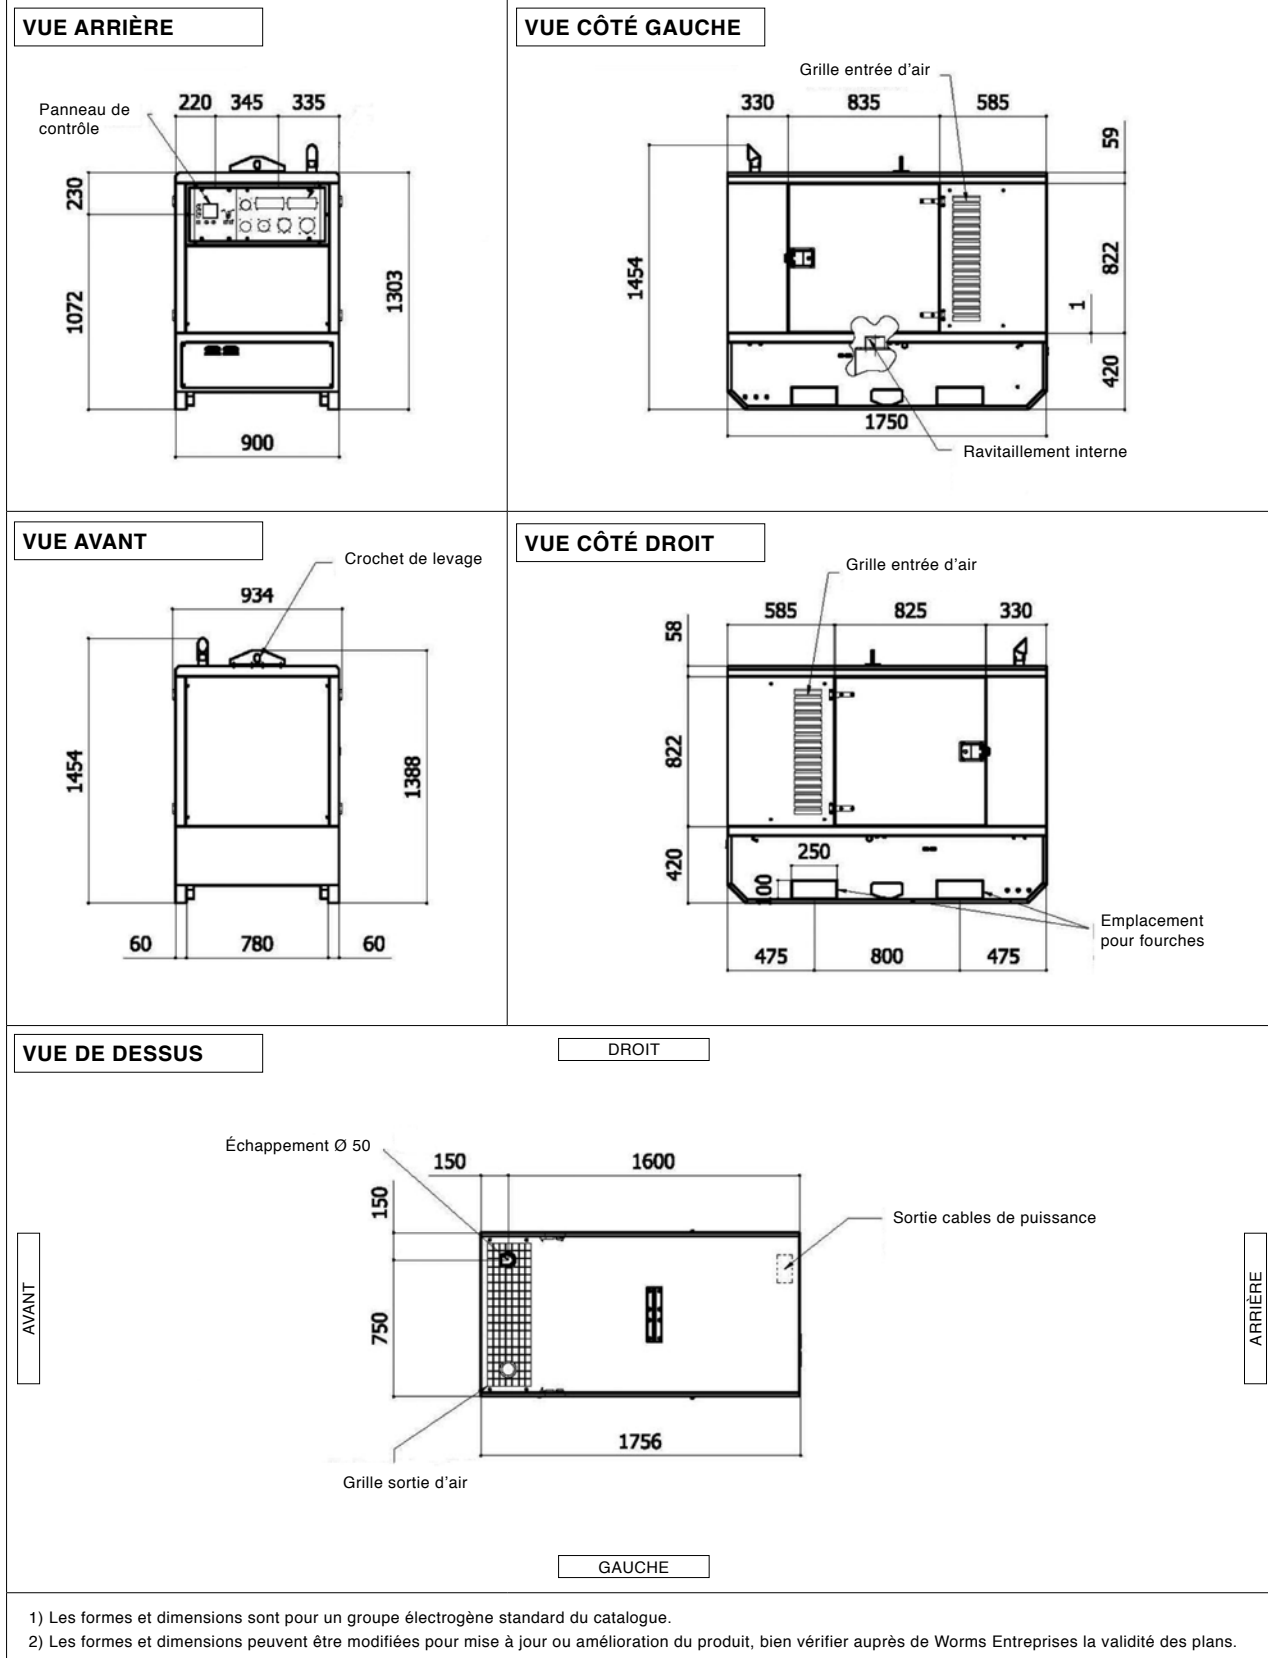 VUE ARRIÈRE
Panneau de
contrôle
220 345 335
230
1072
1303
900
VUE CÔTÉ GAUCHE
Grille entrée d'air
330 835 585
59
1454
822
1
420
1750
Ravitaillement interne
VUE AVANT
Crochet de levage
934
1454
1388
60 780 60
VUE CÔTÉ DROIT
Grille entrée d'air
585 825 330
58
822
420
250
100
Emplacement
pour fourches
475 800 475
VUE DE DESSUS
DROIT
Échappement Ø 50
150 1600
150
Sortie cables de puissance
AVANT
ARRIÈRE
750
1756
Grille sortie d'air
GAUCHE
1) Les formes et dimensions sont pour un groupe électrogène standard du catalogue.
2) Les formes et dimensions peuvent être modifiées pour mise à jour ou amélioration du produit, bien vérifier auprès de Worms Entreprises la validité des plans.